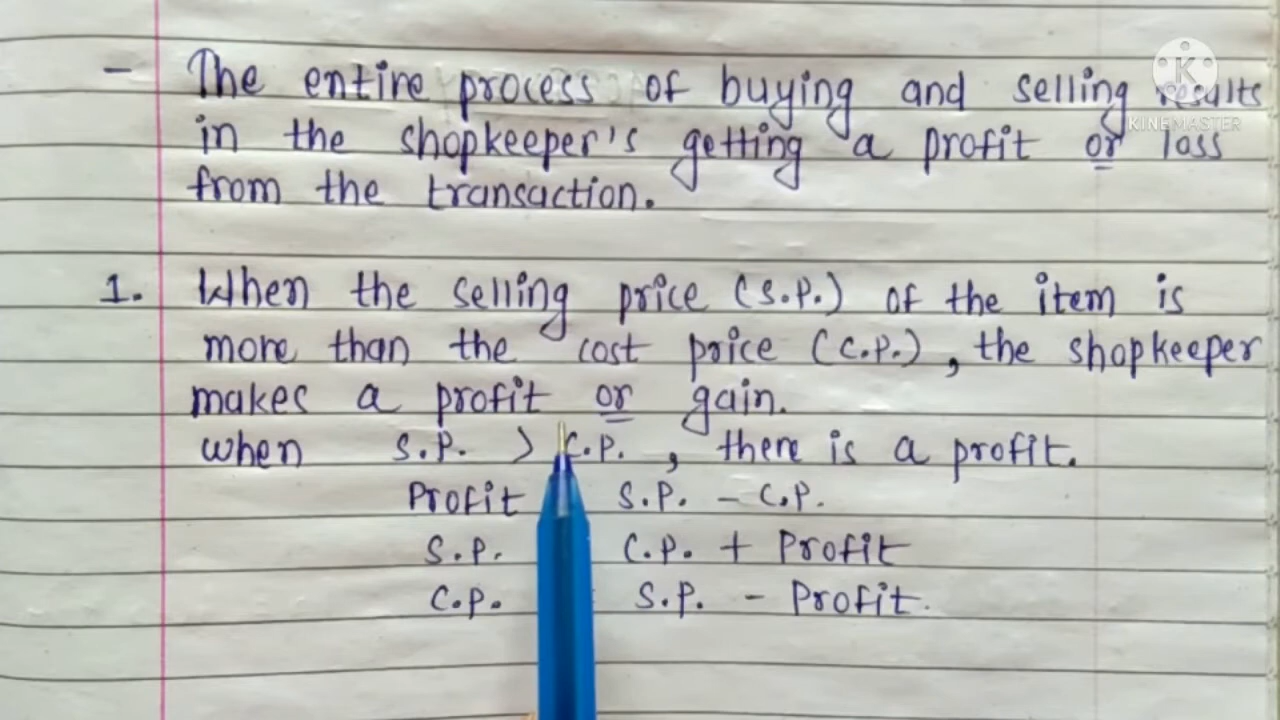 - The entire process of buying and selling results
in the shopkeeper's getting a profit or loss
from the transaction.
1. When the selling price (S.P.) of the item is
more than the cost price (C.P.), the shopkeeper
makes a profit or gain.
when S.P. > C.P., there is a profit.
Profit S.P. - C.P.
S.P. C.P. + Profit
C.P. S.P. - Profit.
K
KINEMASTER